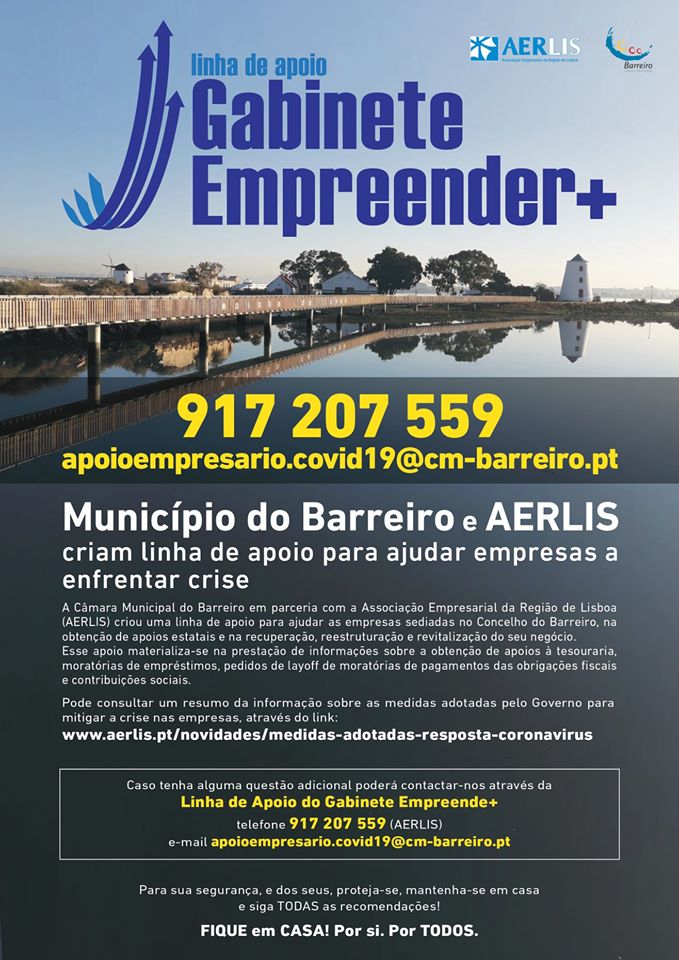 linha de apoio
Gabinete
Empreender+
AERLIS
Associação Empresarial da Região de Lisboa
Barreiro
917 207 559
apoioempresario.covid19@cm-barreiro.pt
Município do Barreiro e AERLIS
criam linha de apoio para ajudar empresas a
enfrentar crise
A Câmara Municipal do Barreiro em parceria com a Associação Empresarial da Região de Lisboa
(AERLIS) criou uma linha de apoio para ajudar as empresas sediadas no Concelho do Barreiro, na
obtenção de apoios estatais e na recuperação, reestruturação e revitalização do seu negócio.
Esse apoio materializa-se na prestação de informações sobre a obtenção de apoios à tesouraria,
moratórias de empréstimos, pedidos de layoff de moratórias de pagamentos das obrigações fiscais
e contribuições sociais.
Pode consultar um resumo da informação sobre as medidas adotadas pelo Governo para
mitigar a crise nas empresas, através do link:
www.aerlis.pt/novidades/medidas-adotadas-resposta-coronavirus
Caso tenha alguma questão adicional poderá contactar-nos através da
Linha de Apoio do Gabinete Empreende+
telefone 917 207 559 (AERLIS)
e-mail apoioempresario.covid19@cm-barreiro.pt
Para sua segurança, e dos seus, proteja-se, mantenha-se em casa
e siga TODAS as recomendações!
FIQUE em CASA! Por si. Por TODOS.